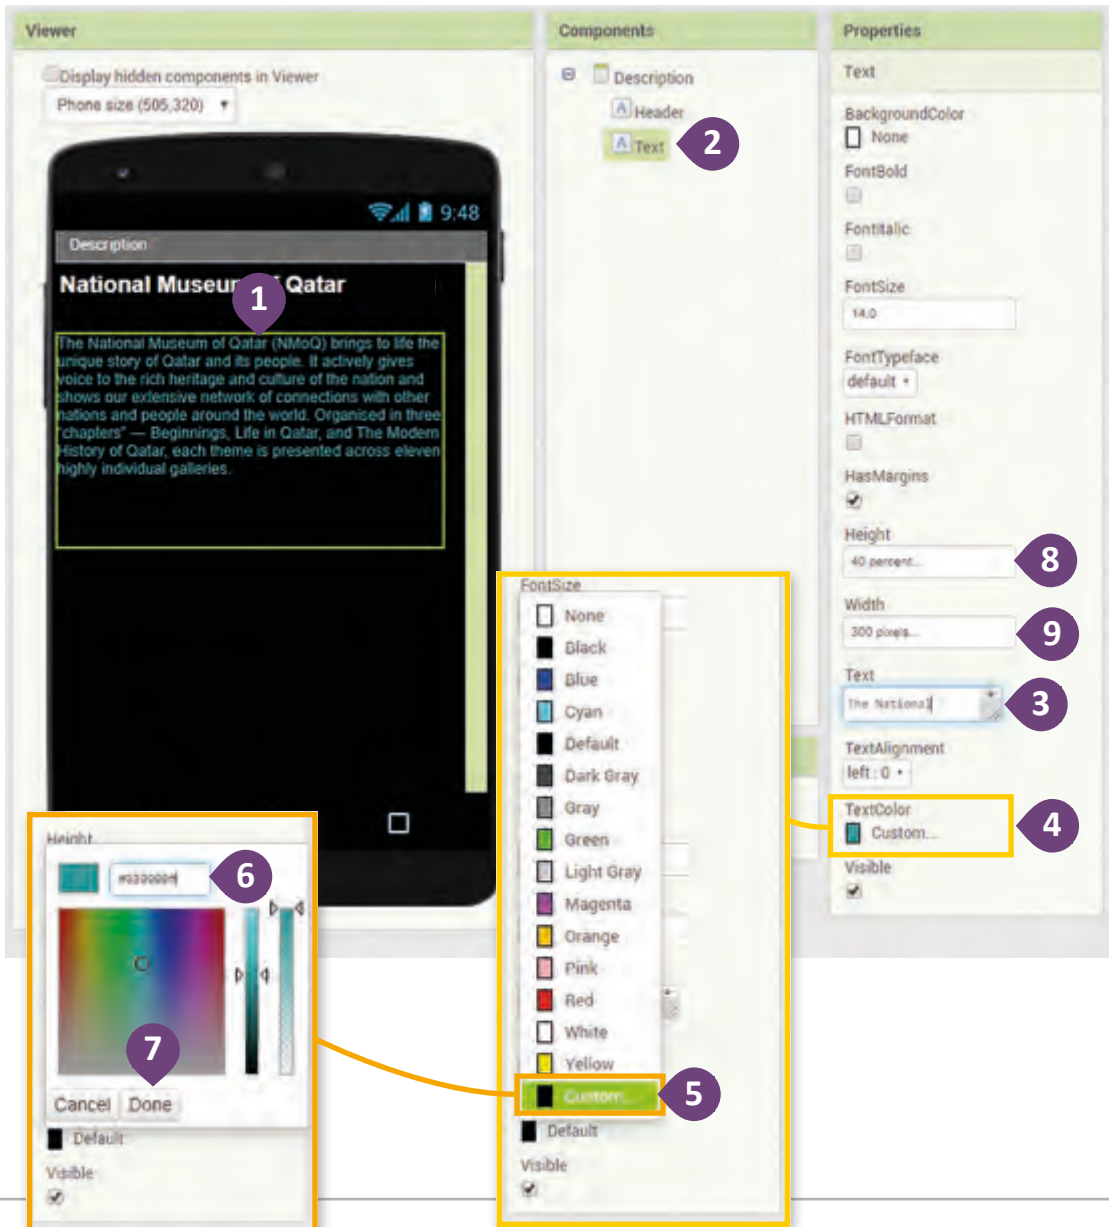 Viewer
Display hidden components in Viewer
Phone size (505,320)
9:48
Description
National Museum of Qatar
1
The National Museum of Qatar (NMoQ) brings to life the
unique story of Qatar and its people. It actively gives
voice to the rich heritage and culture of the nation and
shows our extensive network of connections with other
nations and people around the world. Organised in three
"chapters" — Beginnings, Life in Qatar, and The Modern
History of Qatar, each theme is presented across eleven
highly individual galleries.
Components
Description
Header
Text
2
Properties
Text
BackgroundColor
None
FontBold
FontItalic
FontSize
14.0
FontTypeface
default
HTMLFormat
HasMargins
Height
40 percent...
8
Width
300 pixels...
9
Text
The National
3
TextAlignment
left : 0
TextColor
Custom...
4
Visible
FontSize
None
Black
Blue
Cyan
Default
Dark Gray
Gray
Green
Light Gray
Magenta
Orange
Pink
Red
White
Yellow
Custom...
5
Default
Visible
Height
6
7
Cancel Done
Default
Visible